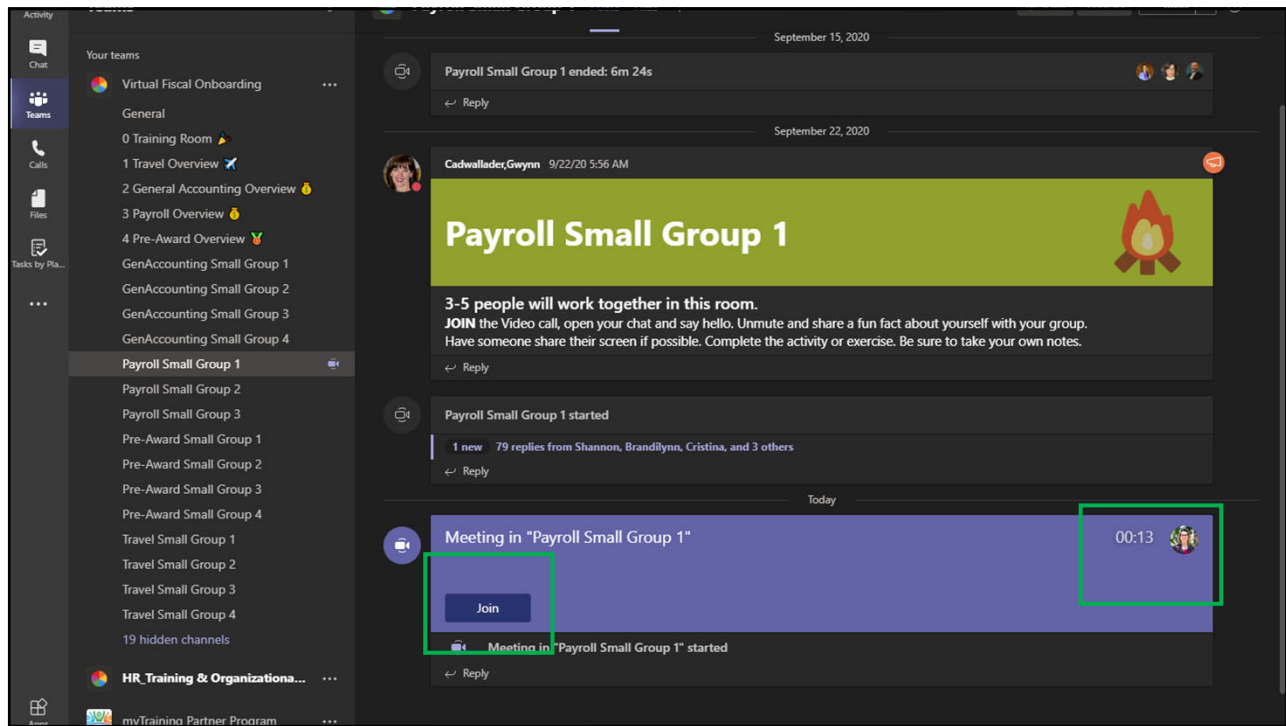 Activity
Chat
Teams
Calls
Files
Tasks by Pla...
Your teams
Virtual Fiscal Onboarding
General
0 Training Room
1 Travel Overview
2 General Accounting Overview
3 Payroll Overview
4 Pre-Award Overview
GenAccounting Small Group 1
GenAccounting Small Group 2
GenAccounting Small Group 3
GenAccounting Small Group 4
Payroll Small Group 1
Payroll Small Group 2
Payroll Small Group 3
Pre-Award Small Group 1
Pre-Award Small Group 2
Pre-Award Small Group 3
Pre-Award Small Group 4
Travel Small Group 1
Travel Small Group 2
Travel Small Group 3
Travel Small Group 4
19 hidden channels
HR_Training & Organizationa...
myTraining Partner Program
September 15, 2020
Payroll Small Group 1 ended: 6m 24s
Reply
September 22, 2020
Cadwallader,Gwynn 9/22/20 5:56 AM
Payroll Small Group 1
3-5 people will work together in this room.
JOIN the Video call, open your chat and say hello. Unmute and share a fun fact about yourself with your group.
Have someone share their screen if possible. Complete the activity or exercise. Be sure to take your own notes.
Reply
Payroll Small Group 1 started
1 new 79 replies from Shannon, Brandilynn, Cristina, and 3 others
Reply
Today
Meeting in "Payroll Small Group 1"
00:13
Join
Meeting in "Payroll Small Group 1" started
Reply